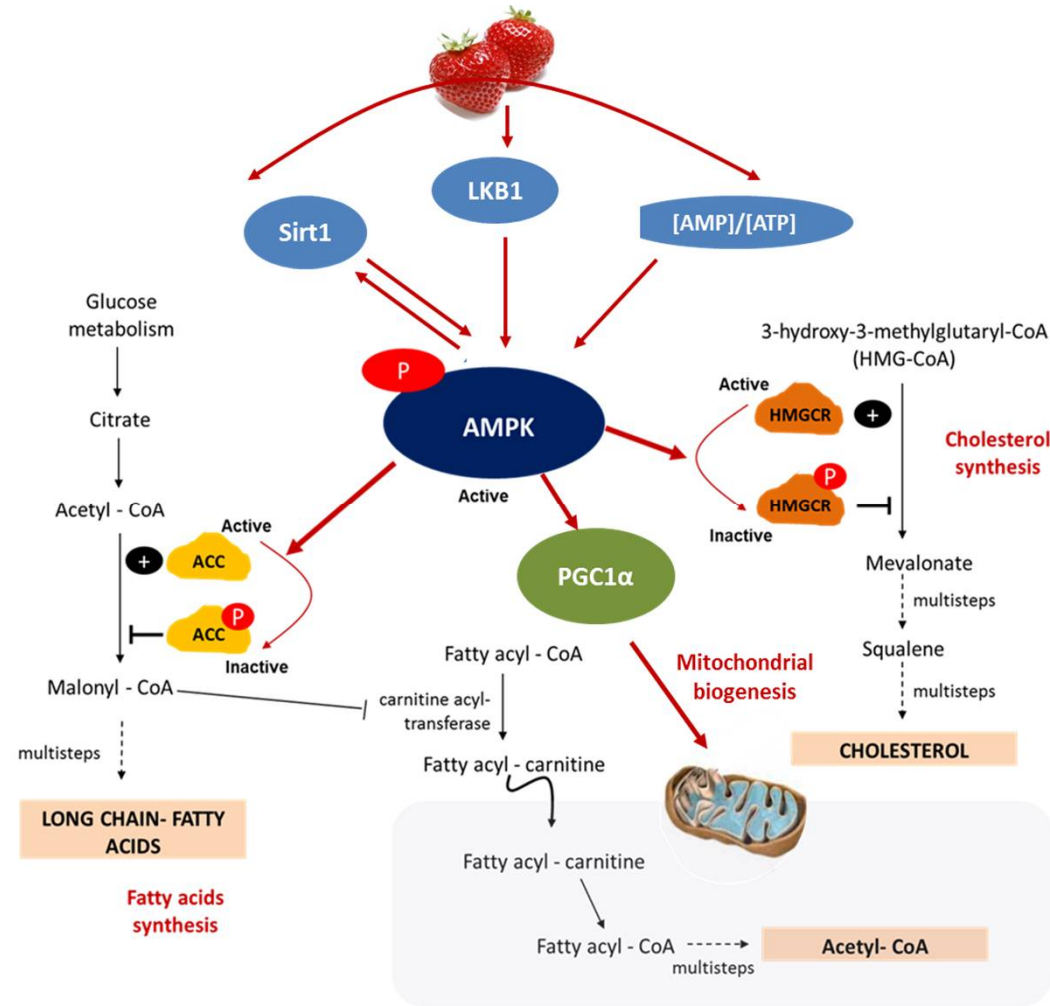 LKB1
Sirt1
[AMP]/[ATP]
Glucose
metabolism
3-hydroxy-3-methylglutaryl-CoA
(HMG-CoA)
P
Active
HMGCR
+
Citrate
AMPK
Cholesterol
synthesis
P
HMGCR
Active
Inactive
Acetyl - CoA
Active
+
ACC
PGC1α
Mevalonate
multisteps
P
ACC
Inactive
Fatty acyl - CoA
Mitochondrial
biogenesis
Squalene
multisteps
Malonyl - CoA
carnitine acyl-
transferase
multisteps
Fatty acyl - carnitine
CHOLESTEROL
LONG CHAIN- FATTY
ACIDS
Fatty acyl - carnitine
Fatty acids
synthesis
Fatty acyl - CoA
multisteps
Acetyl- CoA